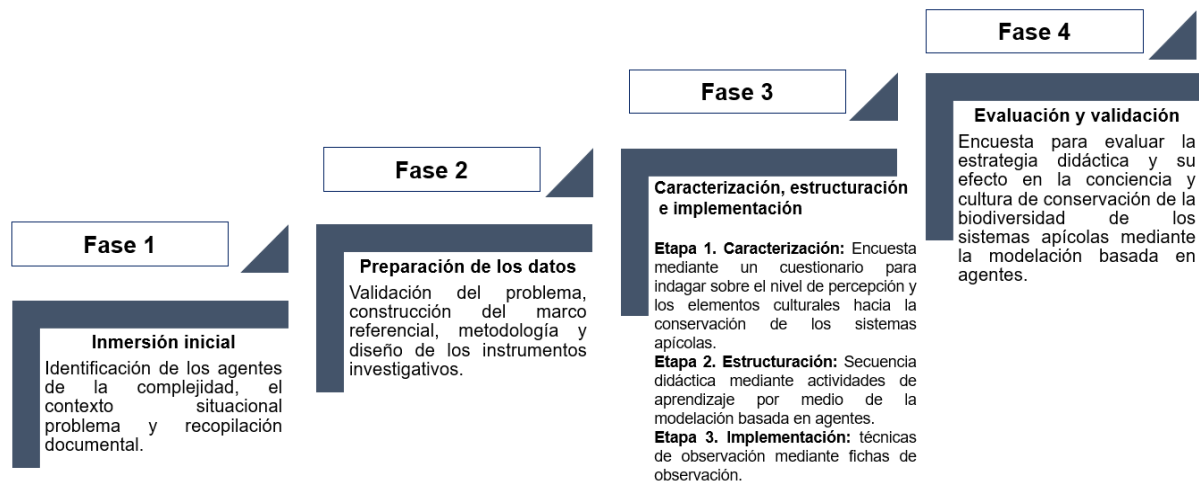 Fase 1
Inmersión inicial
Identificación de los agentes
de la complejidad, el
contexto situacional
problema y recopilación
documental.
Fase 2
Preparación de los datos
Validación del problema,
construcción del marco
referencial, metodología y
diseño de los instrumentos
investigativos.
Fase 3
Caracterización, estructuración
e implementación
Etapa 1. Caracterización: Encuesta
mediante un cuestionario para
indagar sobre el nivel de percepción y
los elementos culturales hacia la
conservación de los sistemas
apícolas.
Etapa 2. Estructuración: Secuencia
didáctica mediante actividades de
aprendizaje por medio de la
modelación basada en agentes.
Etapa 3. Implementación: técnicas
de observación mediante fichas de
observación.
Fase 4
Evaluación y validación
Encuesta para evaluar la
estrategia didáctica y su
efecto en la conciencia y
cultura de conservación de la
biodiversidad de los
sistemas apícolas mediante
la modelación basada en
agentes.